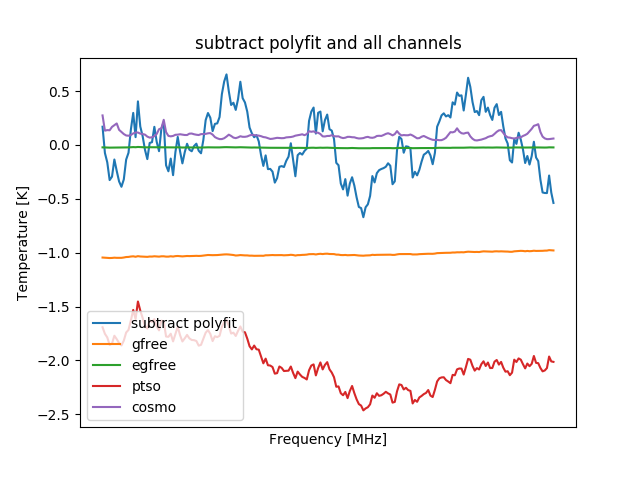 subtract polyfit and all channels
Temperature [K]
0.5
0.0
−0.5
−1.0
−1.5
−2.0
−2.5
subtract polyfit
gfree
egfree
ptso
cosmo
Frequency [MHz]